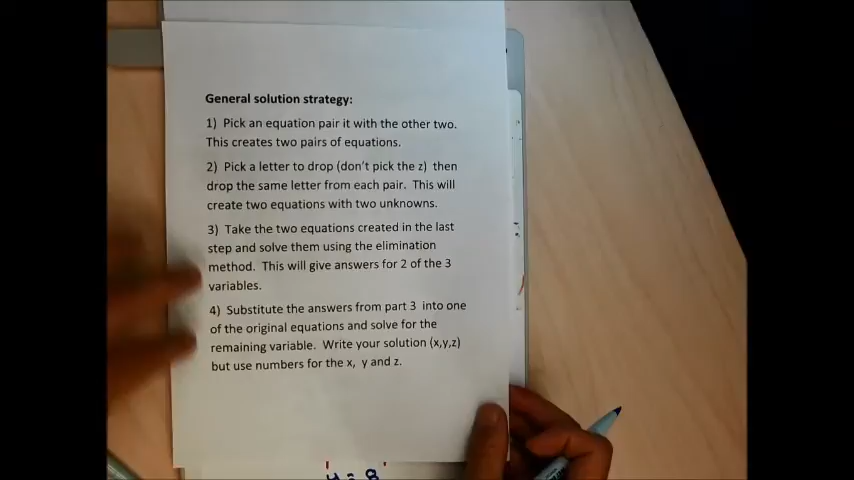 General solution strategy:
1) Pick an equation pair it with the other two.
This creates two pairs of equations.
2) Pick a letter to drop (don't pick the z) then
drop the same letter from each pair. This will
create two equations with two unknowns.
3) Take the two equations created in the last
step and solve them using the elimination
method. This will give answers for 2 of the 3
variables.
4) Substitute the answers from part 3 into one
of the original equations and solve for the
remaining variable. Write your solution (x,y,z)
but use numbers for the x, y and z.
= 8